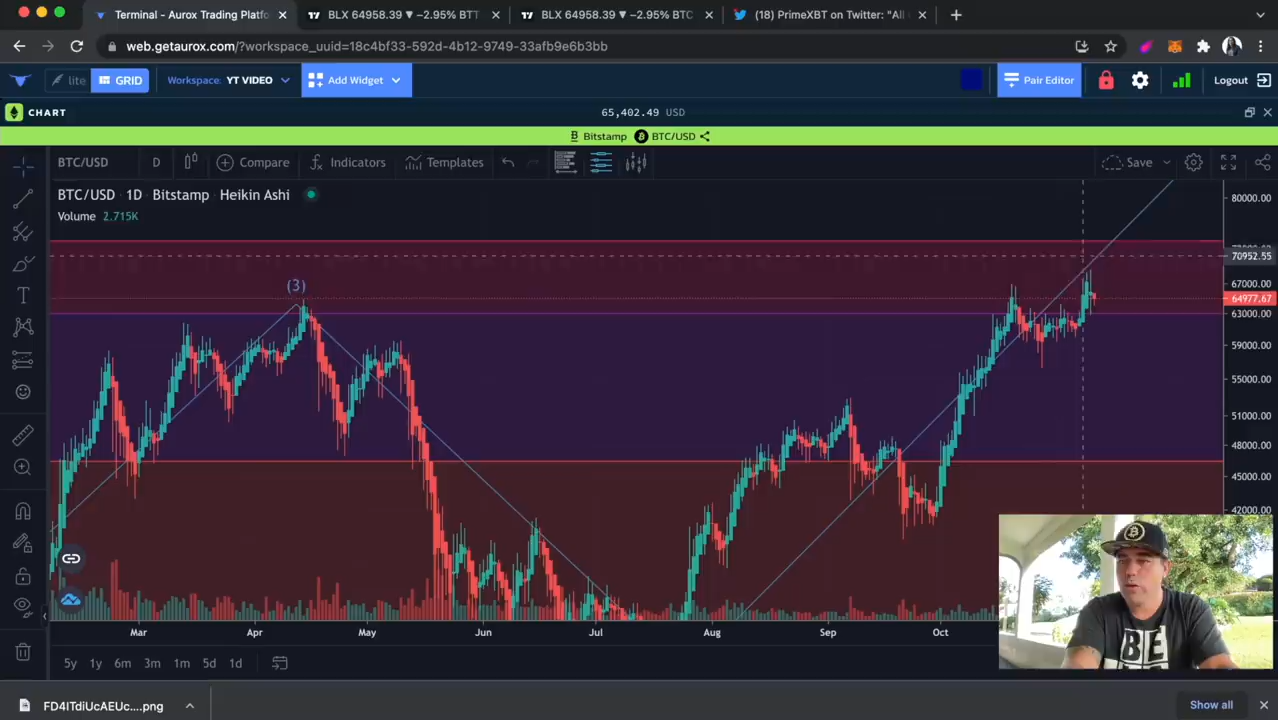 Terminal - Aurox Trading Platfo
BLX 64958.39 ▼ −2.95% BTT
BLX 64958.39 ▼ −2.95% BTC
(18) PrimeXBT on Twitter: "All
web.getaurox.com/?workspace_uuid=18c4bf33-592d-4b12-9749-33afb9e6b3bb
lite
GRID
Workspace: YT VIDEO
Add Widget
Pair Editor
Logout
CHART
65,402.49 USD
Bitstamp BTC/USD
BTC/USD
D
Compare
Indicators
Templates
Save
BTC/USD · 1D · Bitstamp · Heikin Ashi
Volume 2.715K
80000.00
70952.55
67000.00
64977.67
63000.00
59000.00
55000.00
51000.00
48000.00
45000.00
42000.00
(3)
BE
Mar
Apr
May
Jun
Jul
Aug
Sep
Oct
5y 1y 6m 3m 1m 5d 1d
FD4ITdiUcAEUc....png
Show all